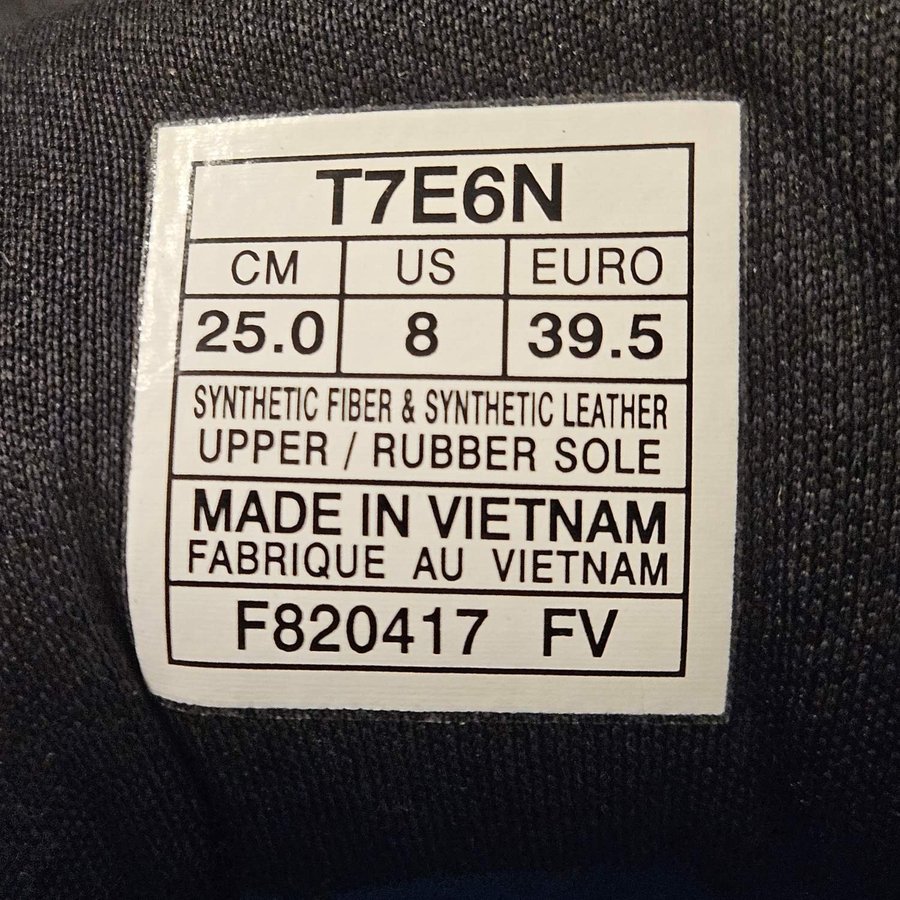 T7E6N
CM US EURO
25.0 8 39.5
SYNTHETIC FIBER & SYNTHETIC LEATHER
UPPER / RUBBER SOLE
MADE IN VIETNAM
FABRIQUE AU VIETNAM
F820417 FV